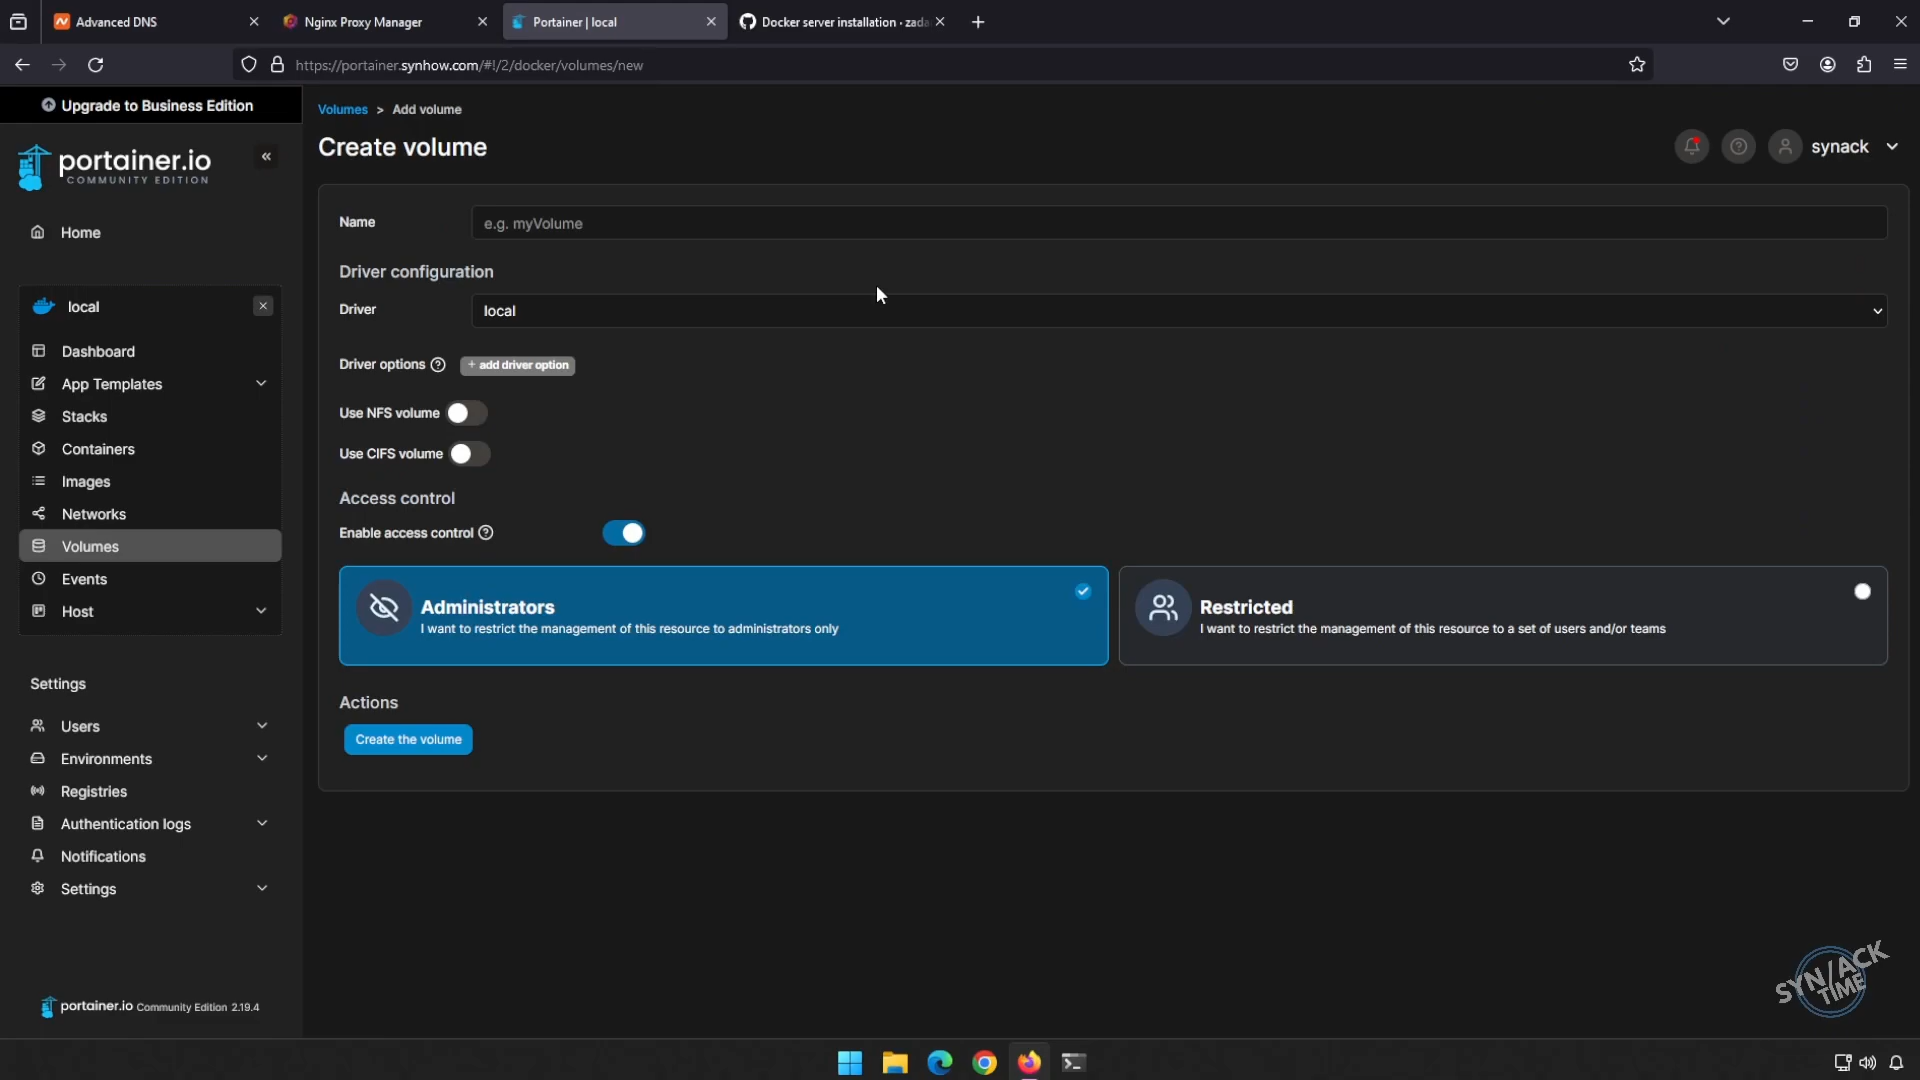 Advanced DNS
Nginx Proxy Manager
Portainer | local
Docker server installation · zada
https://portainer.synhow.com/#!/2/docker/volumes/new
Upgrade to Business Edition
portainer.io
COMMUNITY EDITION
Home
local
Dashboard
App Templates
Stacks
Containers
Images
Networks
Volumes
Events
Host
Settings
Users
Environments
Registries
Authentication logs
Notifications
Settings
portainer.io Community Edition 2.19.4
Volumes > Add volume
Create volume
synack
Name
e.g. myVolume
Driver configuration
Driver
local
Driver options
+ add driver option
Use NFS volume
Use CIFS volume
Access control
Enable access control
Administrators
I want to restrict the management of this resource to administrators only
Restricted
I want to restrict the management of this resource to a set of users and/or teams
Actions
Create the volume
SYN/ACK
TIME